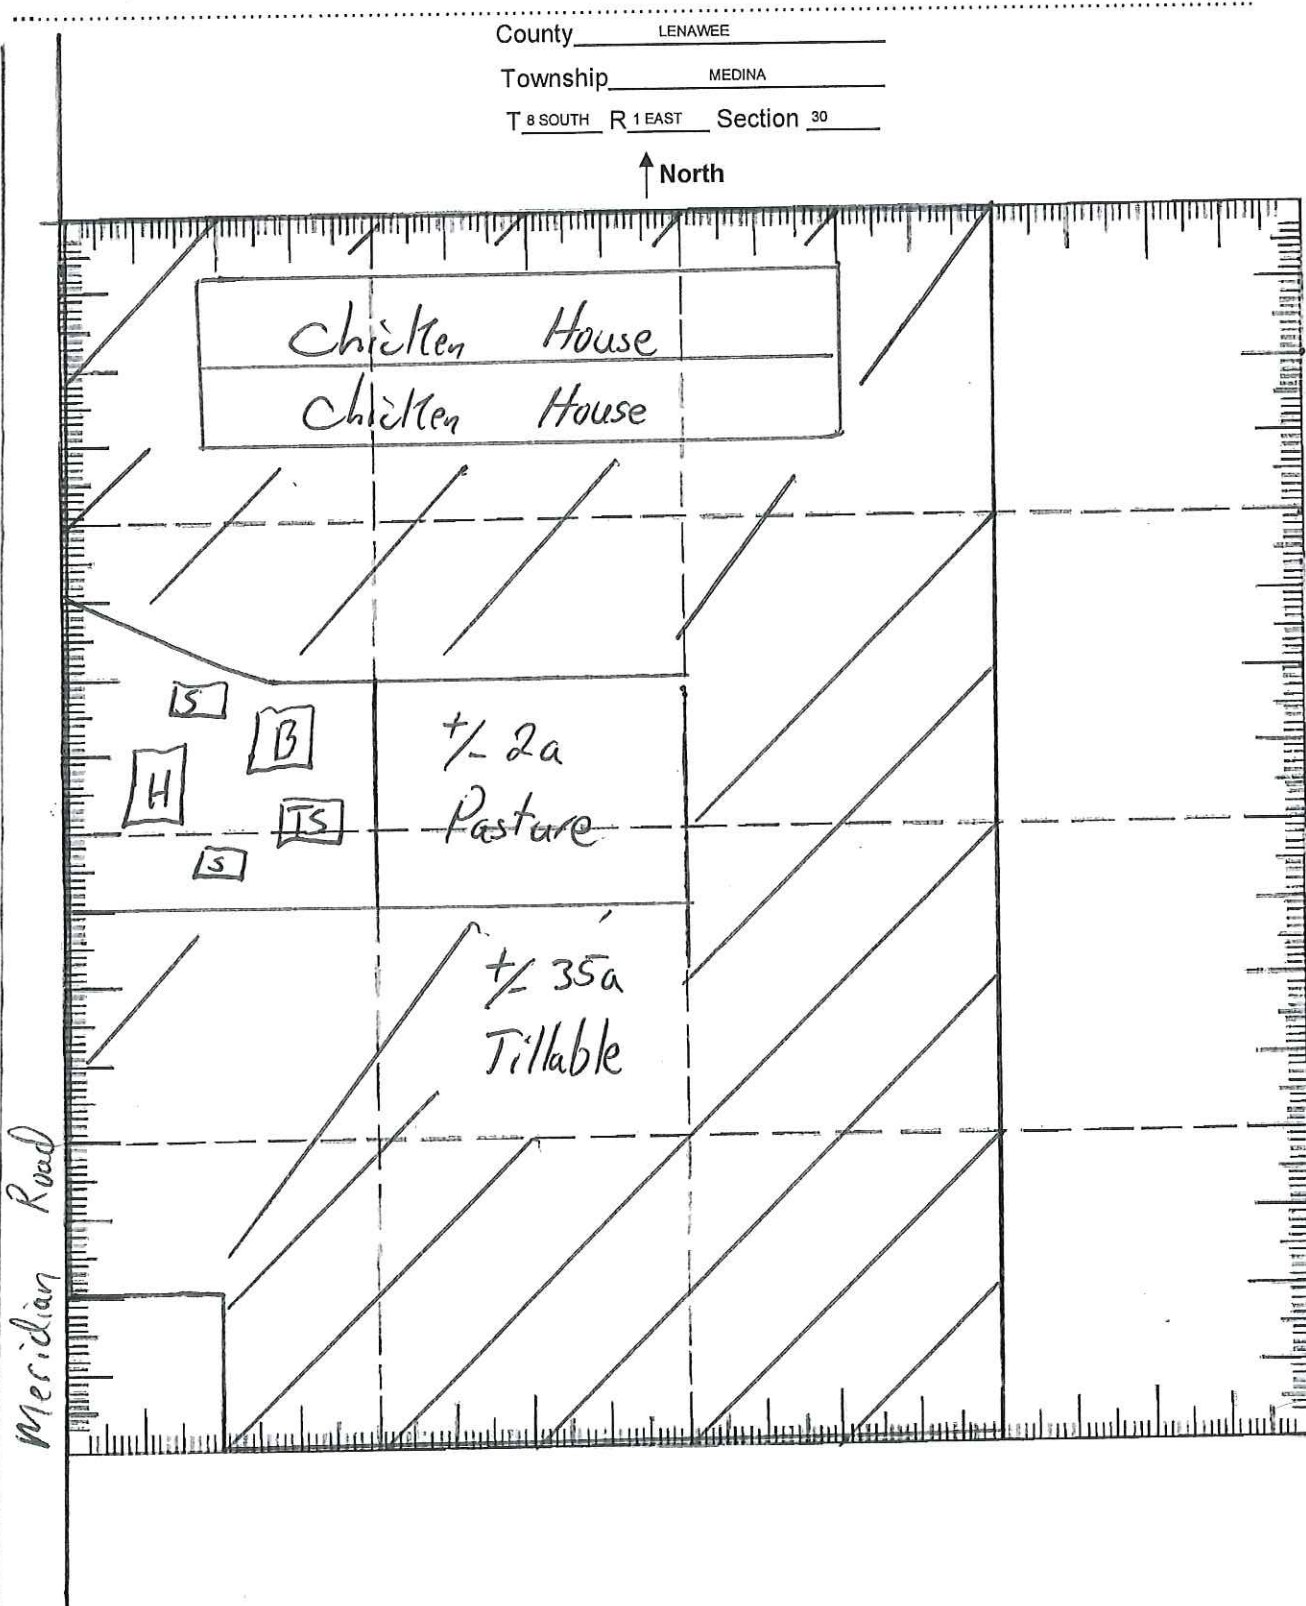 County LENAWEE
Township MEDINA
T 8 SOUTH R 1 EAST Section 30
North
Chicken House
Chicken House
S
B
H
TS
S
+/- 2a
Pasture
+/- 35a
Tillable
Meridian Road